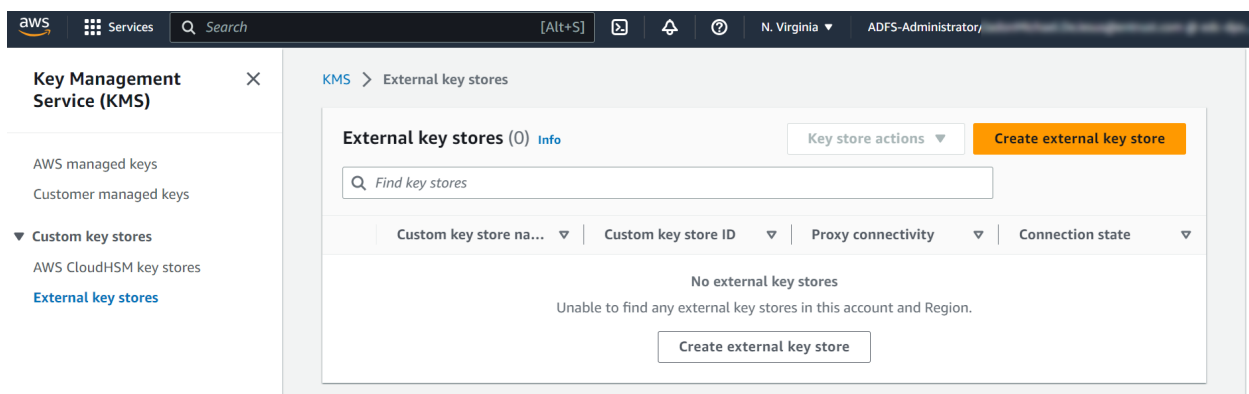 aws Services Search [Alt+S] N. Virginia ADFS-Administrator/
Key Management
Service (KMS)
AWS managed keys
Customer managed keys
Custom key stores
AWS CloudHSM key stores
External key stores
KMS > External key stores
External key stores (0) Info Key store actions Create external key store
Find key stores
Custom key store na... Custom key store ID Proxy connectivity Connection state
No external key stores
Unable to find any external key stores in this account and Region.
Create external key store